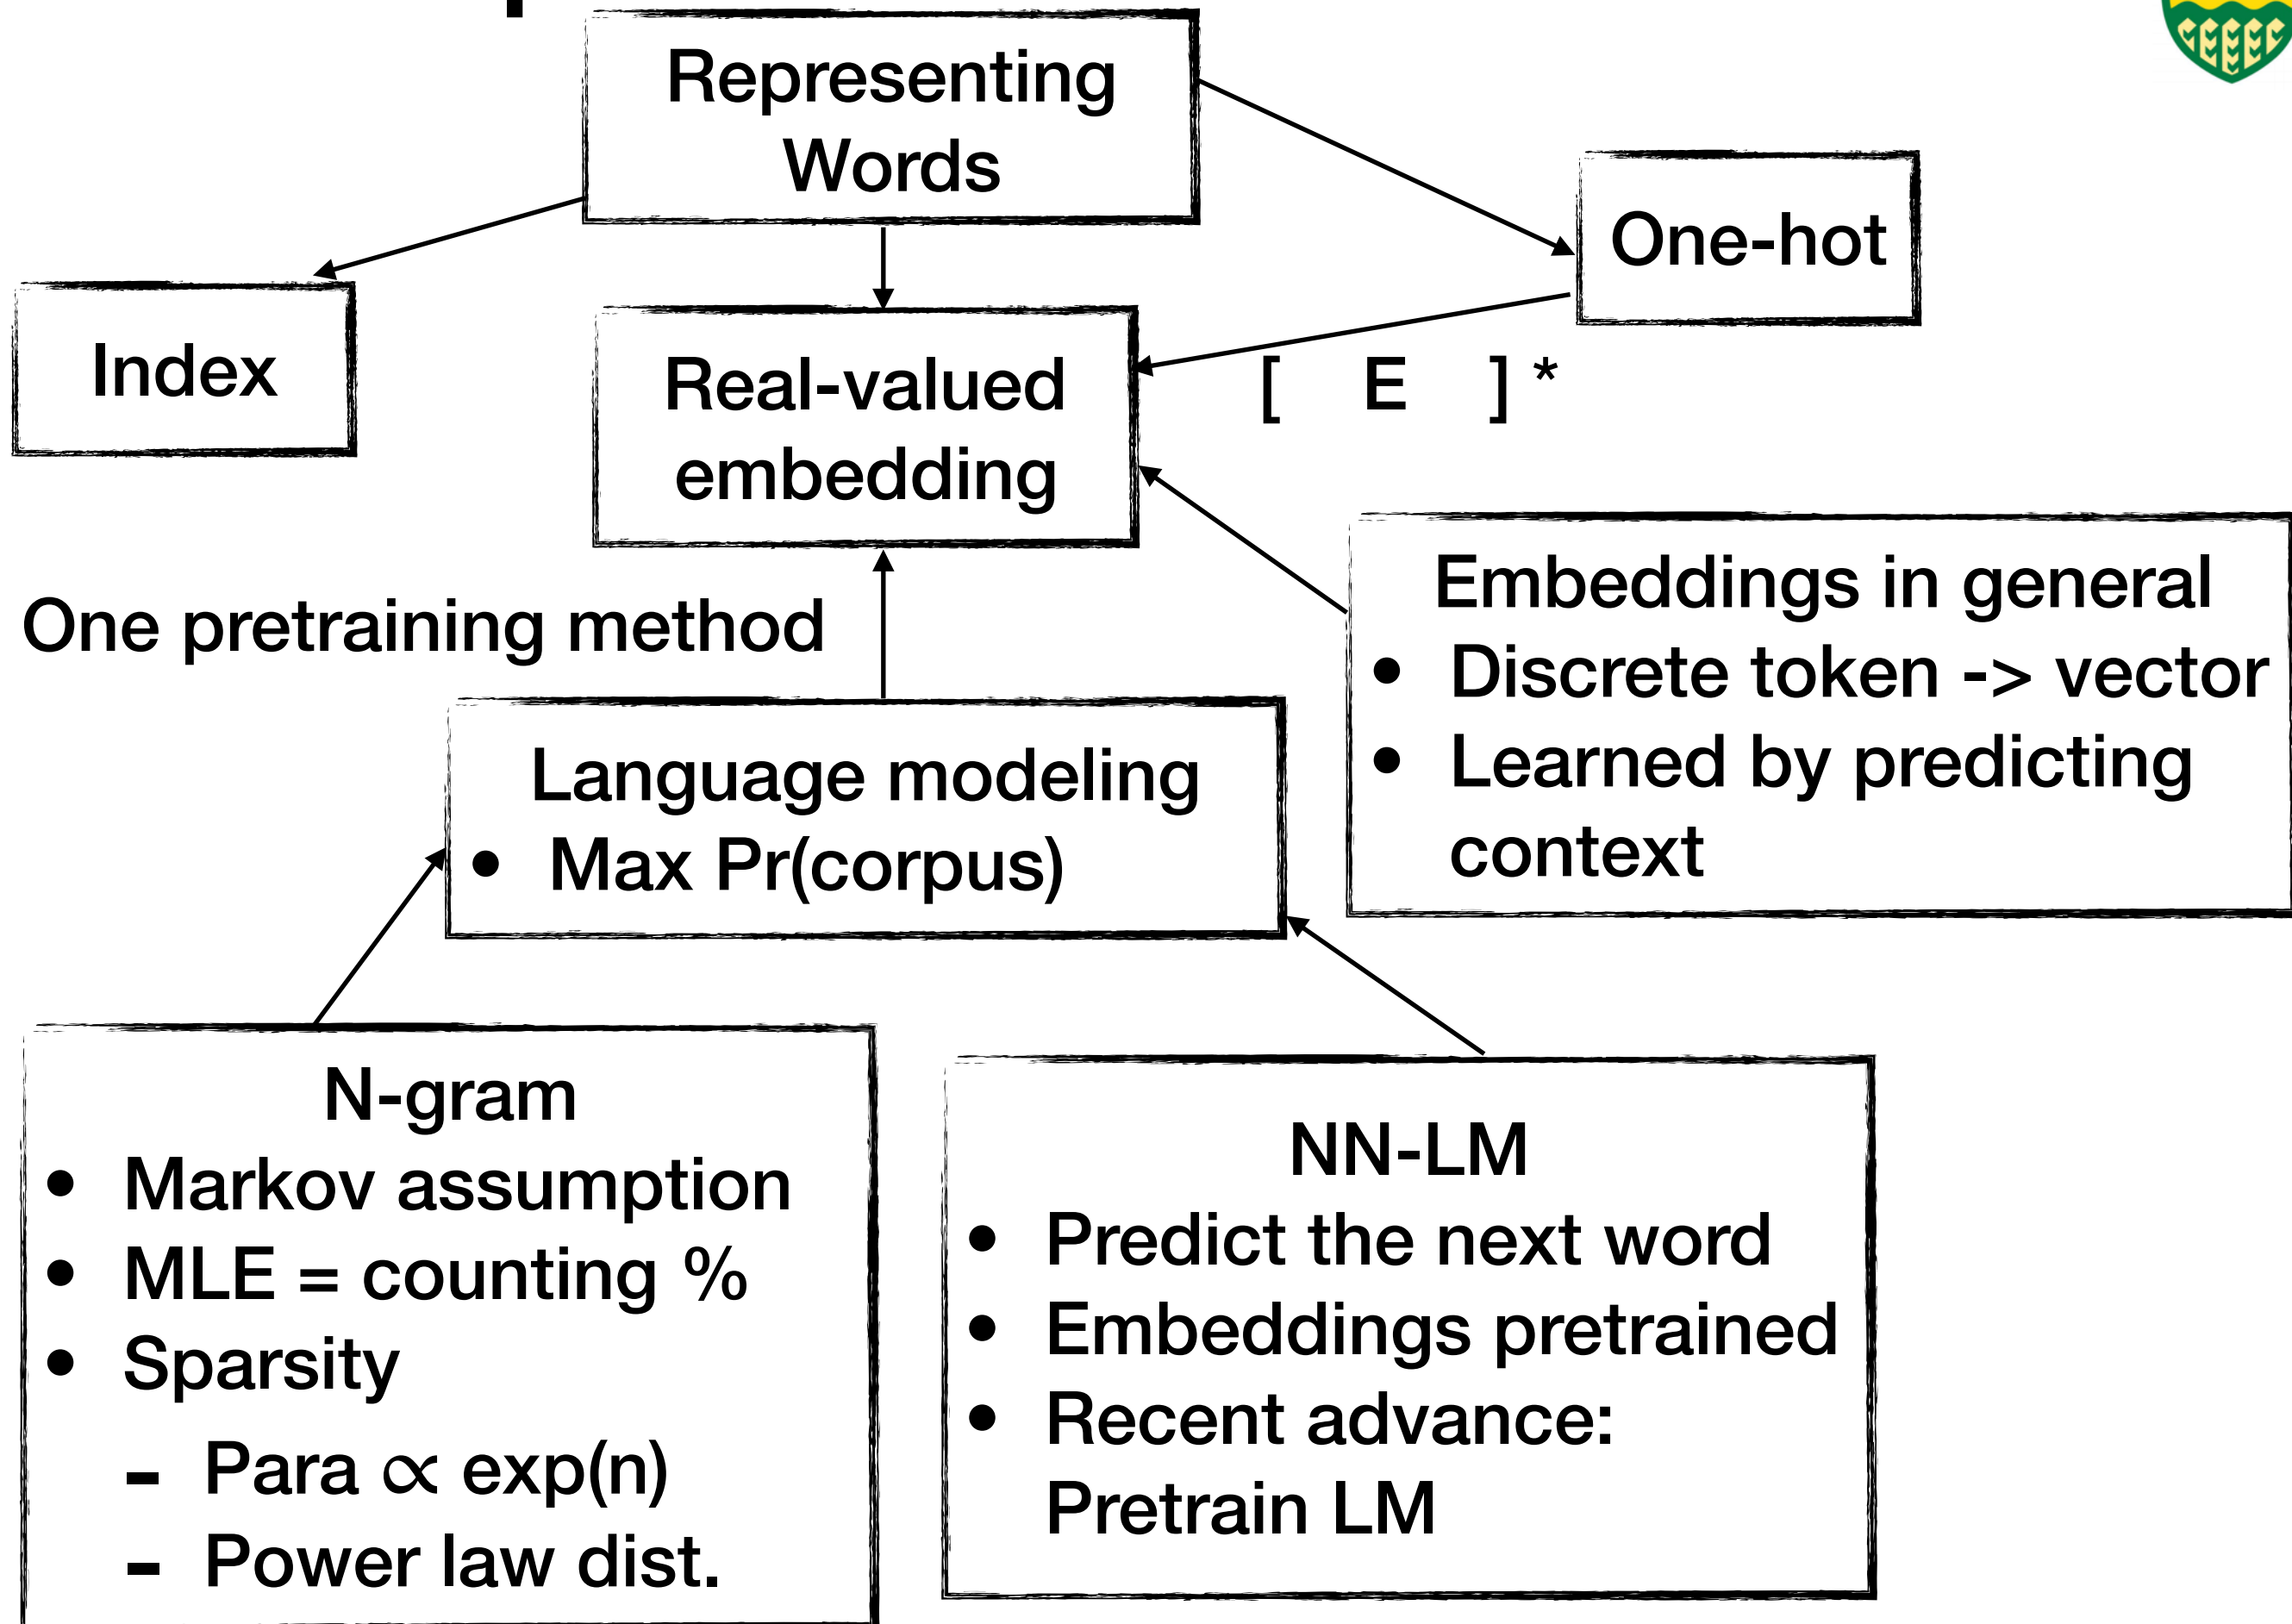 Representing
Words
One-hot
Index
Real-valued
embedding
[ E ] *
One pretraining method
Embeddings in general
• Discrete token -> vector
• Learned by predicting
context
Language modeling
• Max Pr(corpus)
N-gram
• Markov assumption
• MLE = counting %
• Sparsity
- Para ∝ exp(n)
- Power law dist.
NN-LM
• Predict the next word
• Embeddings pretrained
• Recent advance:
Pretrain LM